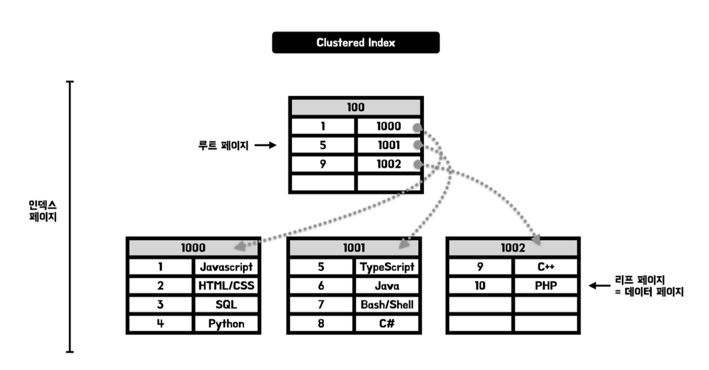 Clustered Index
100
1 1000
루트 페이지 5 1001
9 1002
인덱스
페이지
1000
1 Javascript
2 HTML/CSS
3 SQL
4 Python
1001
5 TypeScript
6 Java
7 Bash/Shell
8 C#
1002
9 C++
10 PHP
리프 페이지
= 데이터 페이지